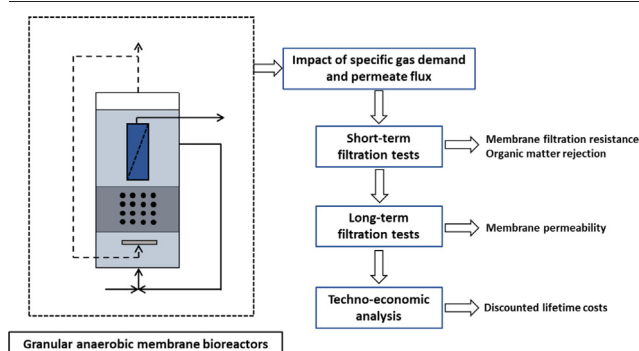 Impact of specific gas demand
and permeate flux
Short-term
filtration tests
Membrane filtration resistance
Organic matter rejection
Long-term
filtration tests
Membrane permeability
Techno-economic
analysis
Discounted lifetime costs
Granular anaerobic membrane bioreactors